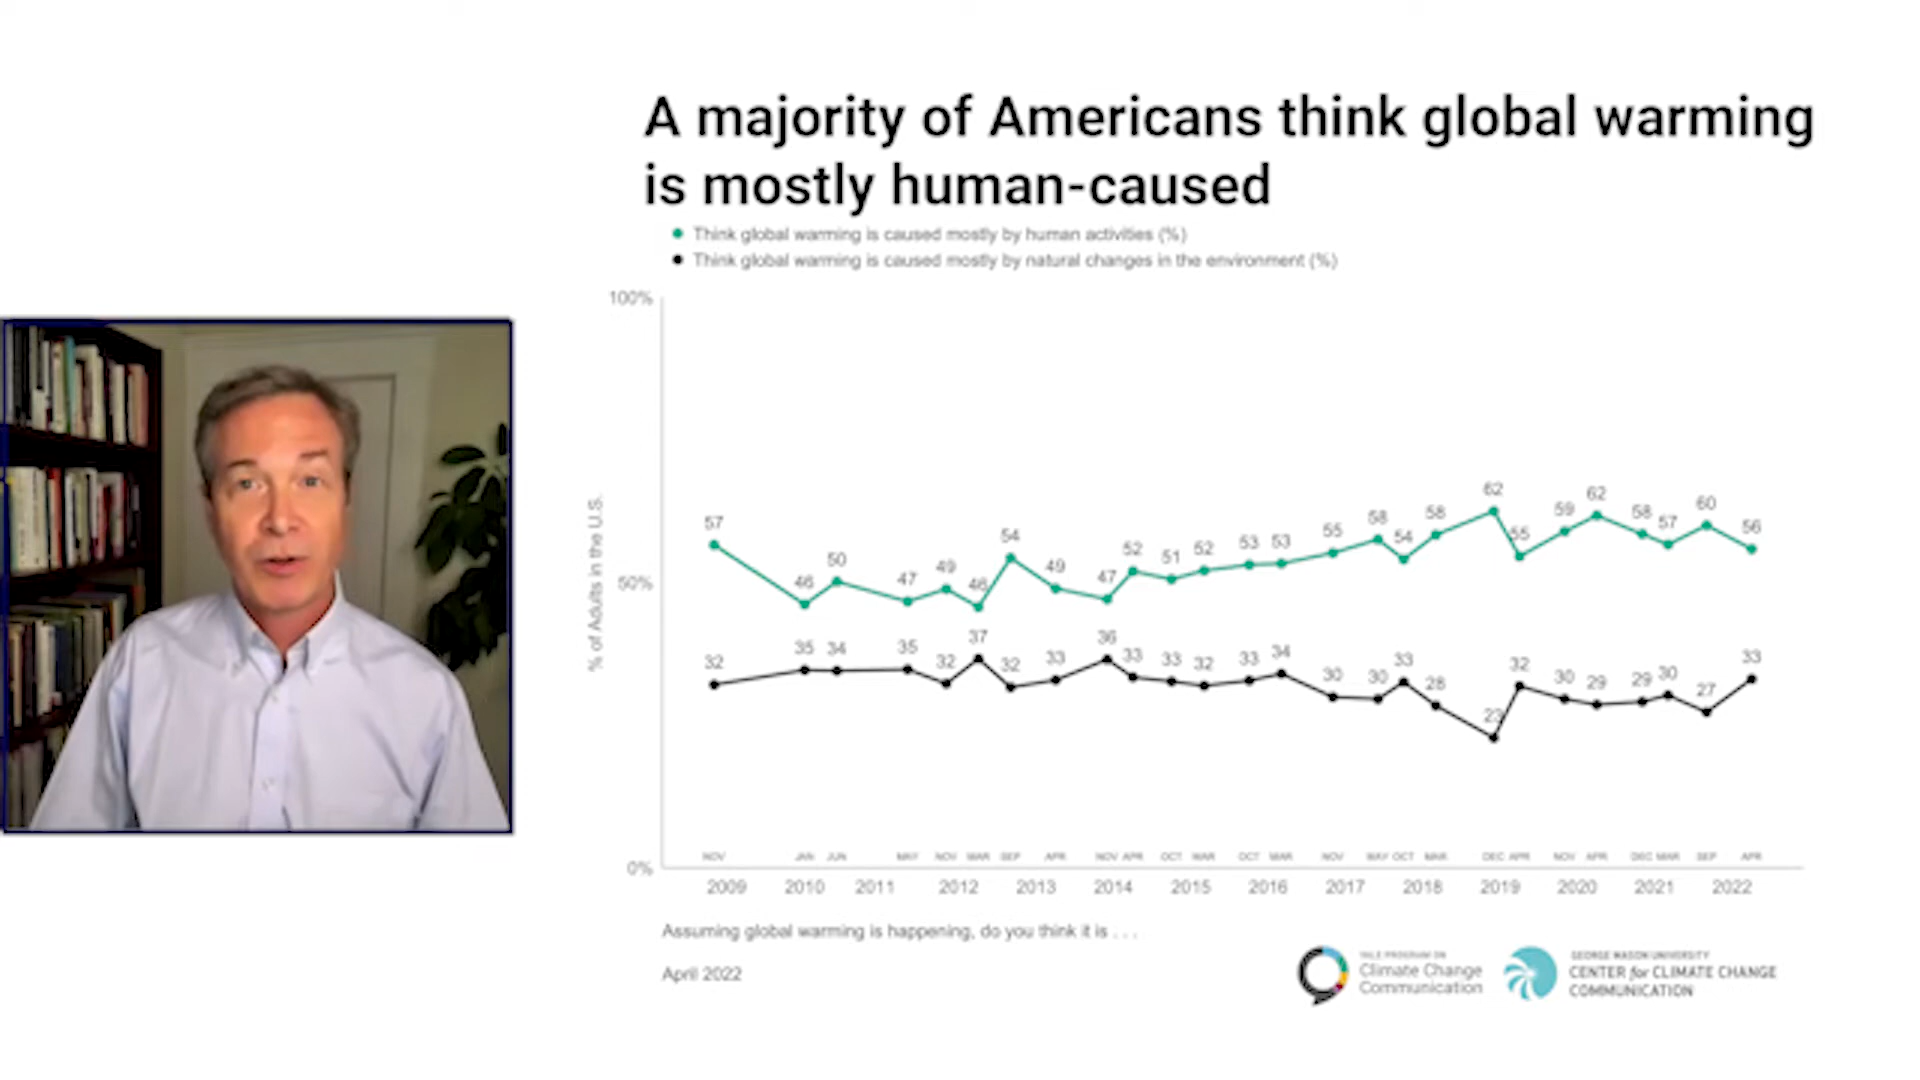 A majority of Americans think global warming
is mostly human-caused
Think global warming is caused mostly by human activities (%)
Think global warming is caused mostly by natural changes in the environment (%)
100%
50%
0%
% of Adults in the U.S.
57 46 50 47 49 46 54 49 47 52 51 52 53 53 55 58 54 58 62 55 59 62 58 57 60 56
32 35 34 35 32 37 32 33 36 33 33 32 33 34 30 30 33 28 23 32 30 29 29 30 27 33
NOV JAN JUN MAY NOV MAR SEP APR NOV APR OCT MAR OCT MAR NOV MAY OCT MAR DEC APR NOV APR DEC MAR SEP APR
2009 2010 2011 2012 2013 2014 2015 2016 2017 2018 2019 2020 2021 2022
Assuming global warming is happening, do you think it is . . .
April 2022
YALE PROGRAM ON
Climate Change
Communication
GEORGE MASON UNIVERSITY
CENTER for CLIMATE CHANGE
COMMUNICATION